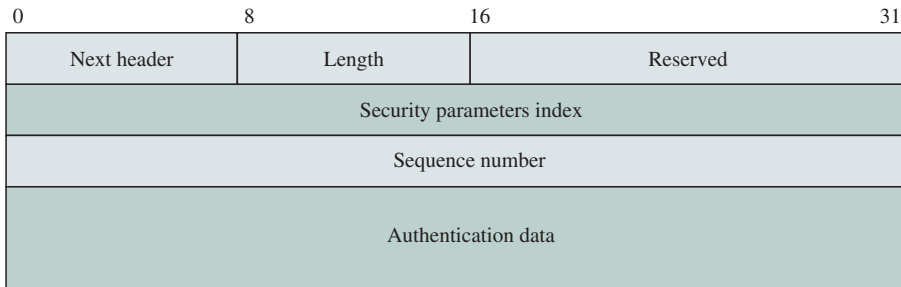 0 8 16 31
Next header Length Reserved
Security parameters index
Sequence number
Authentication data